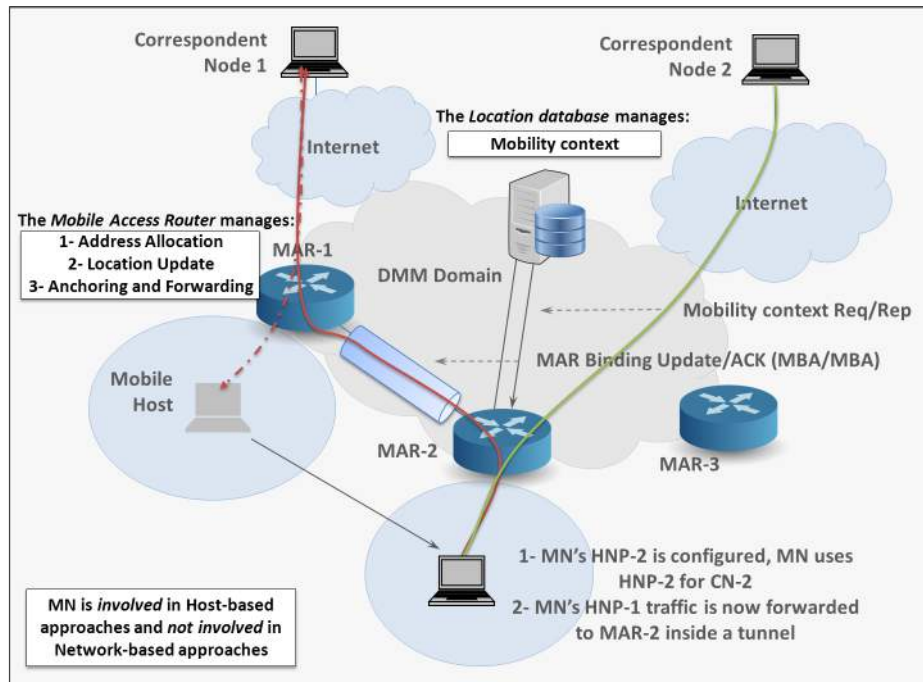 Correspondent
Node 1
Correspondent
Node 2
The Location database manages:
Mobility context
Internet
Internet
The Mobile Access Router manages:
1- Address Allocation
2- Location Update
3- Anchoring and Forwarding
MAR-1
DMM Domain
Mobility context Req/Rep
MAR Binding Update/ACK (MBA/MBA)
Mobile
Host
MAR-2
MAR-3
1- MN's HNP-2 is configured, MN uses
HNP-2 for CN-2
2- MN's HNP-1 traffic is now forwarded
to MAR-2 inside a tunnel
MN is involved in Host-based
approaches and not involved in
Network-based approaches